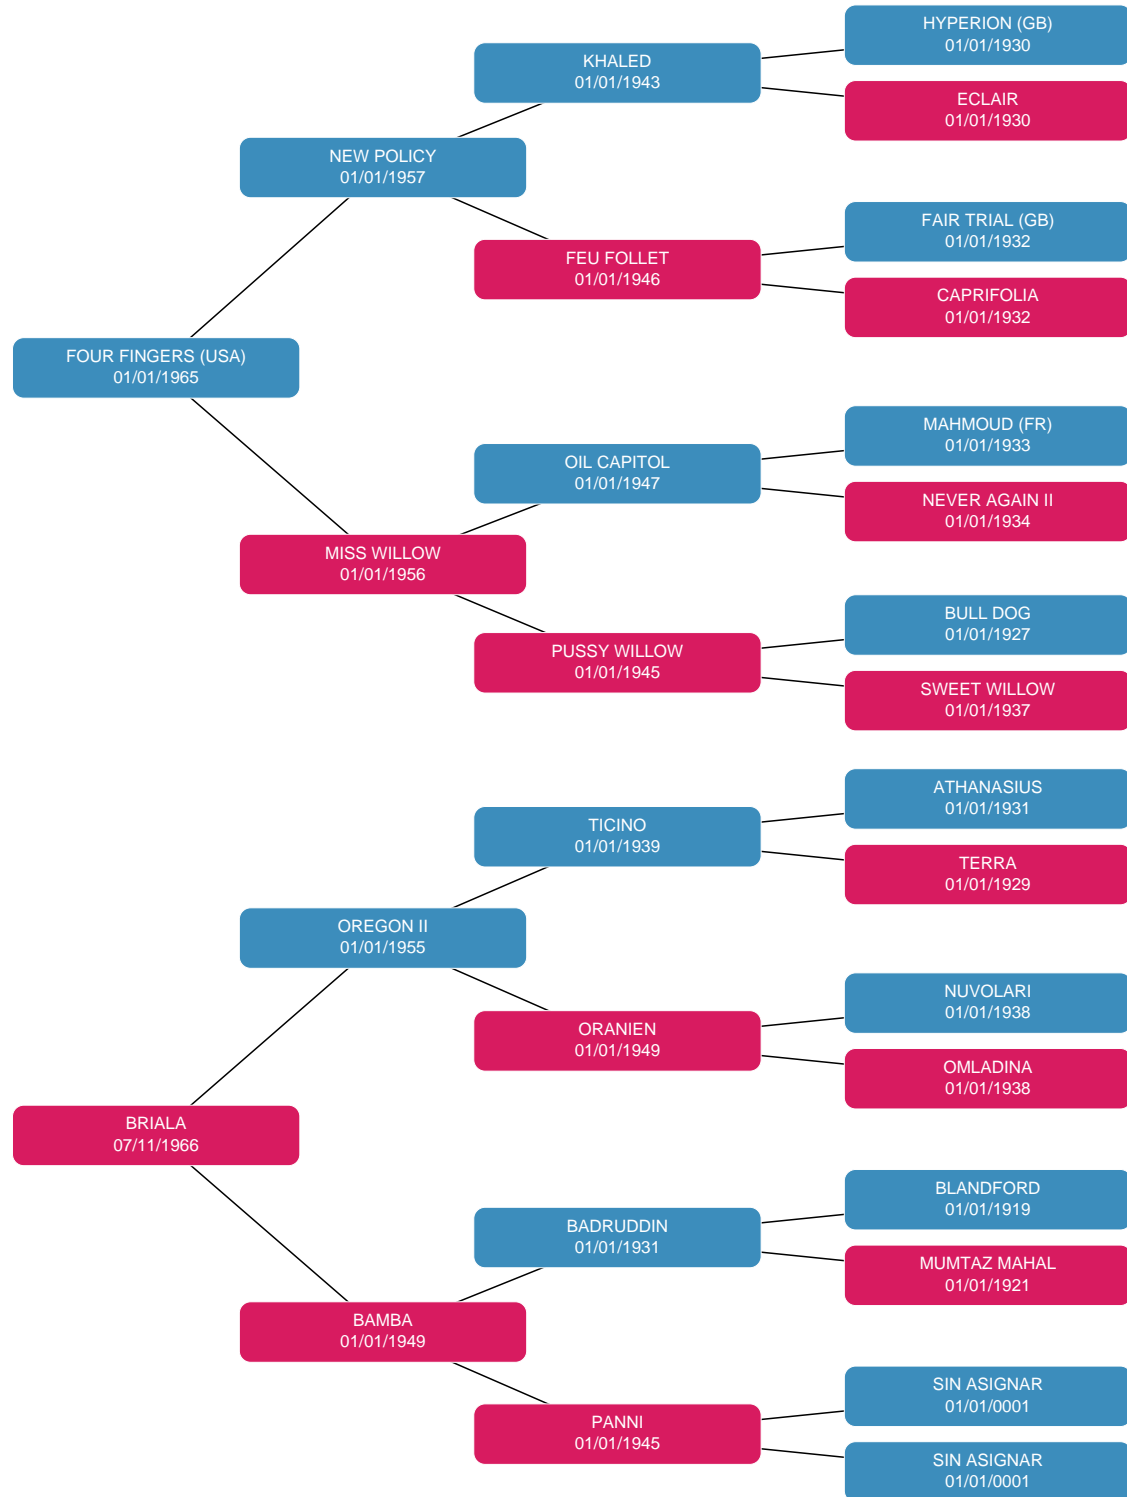 HYPERION (GB)
01/01/1930
KHALED
01/01/1943
ECLAIR
01/01/1930
NEW POLICY
01/01/1957
FAIR TRIAL (GB)
01/01/1932
FEU FOLLET
01/01/1946
CAPRIFOLIA
01/01/1932
FOUR FINGERS (USA)
01/01/1965
MAHMOUD (FR)
01/01/1933
OIL CAPITOL
01/01/1947
NEVER AGAIN II
01/01/1934
MISS WILLOW
01/01/1956
BULL DOG
01/01/1927
PUSSY WILLOW
01/01/1945
SWEET WILLOW
01/01/1937
ATHANASIUS
01/01/1931
TICINO
01/01/1939
TERRA
01/01/1929
OREGON II
01/01/1955
NUVOLARI
01/01/1938
ORANIEN
01/01/1949
OMLADINA
01/01/1938
BRIALA
07/11/1966
BLANDFORD
01/01/1919
BADRUDDIN
01/01/1931
MUMTAZ MAHAL
01/01/1921
BAMBA
01/01/1949
SIN ASIGNAR
01/01/0001
PANNI
01/01/1945
SIN ASIGNAR
01/01/0001